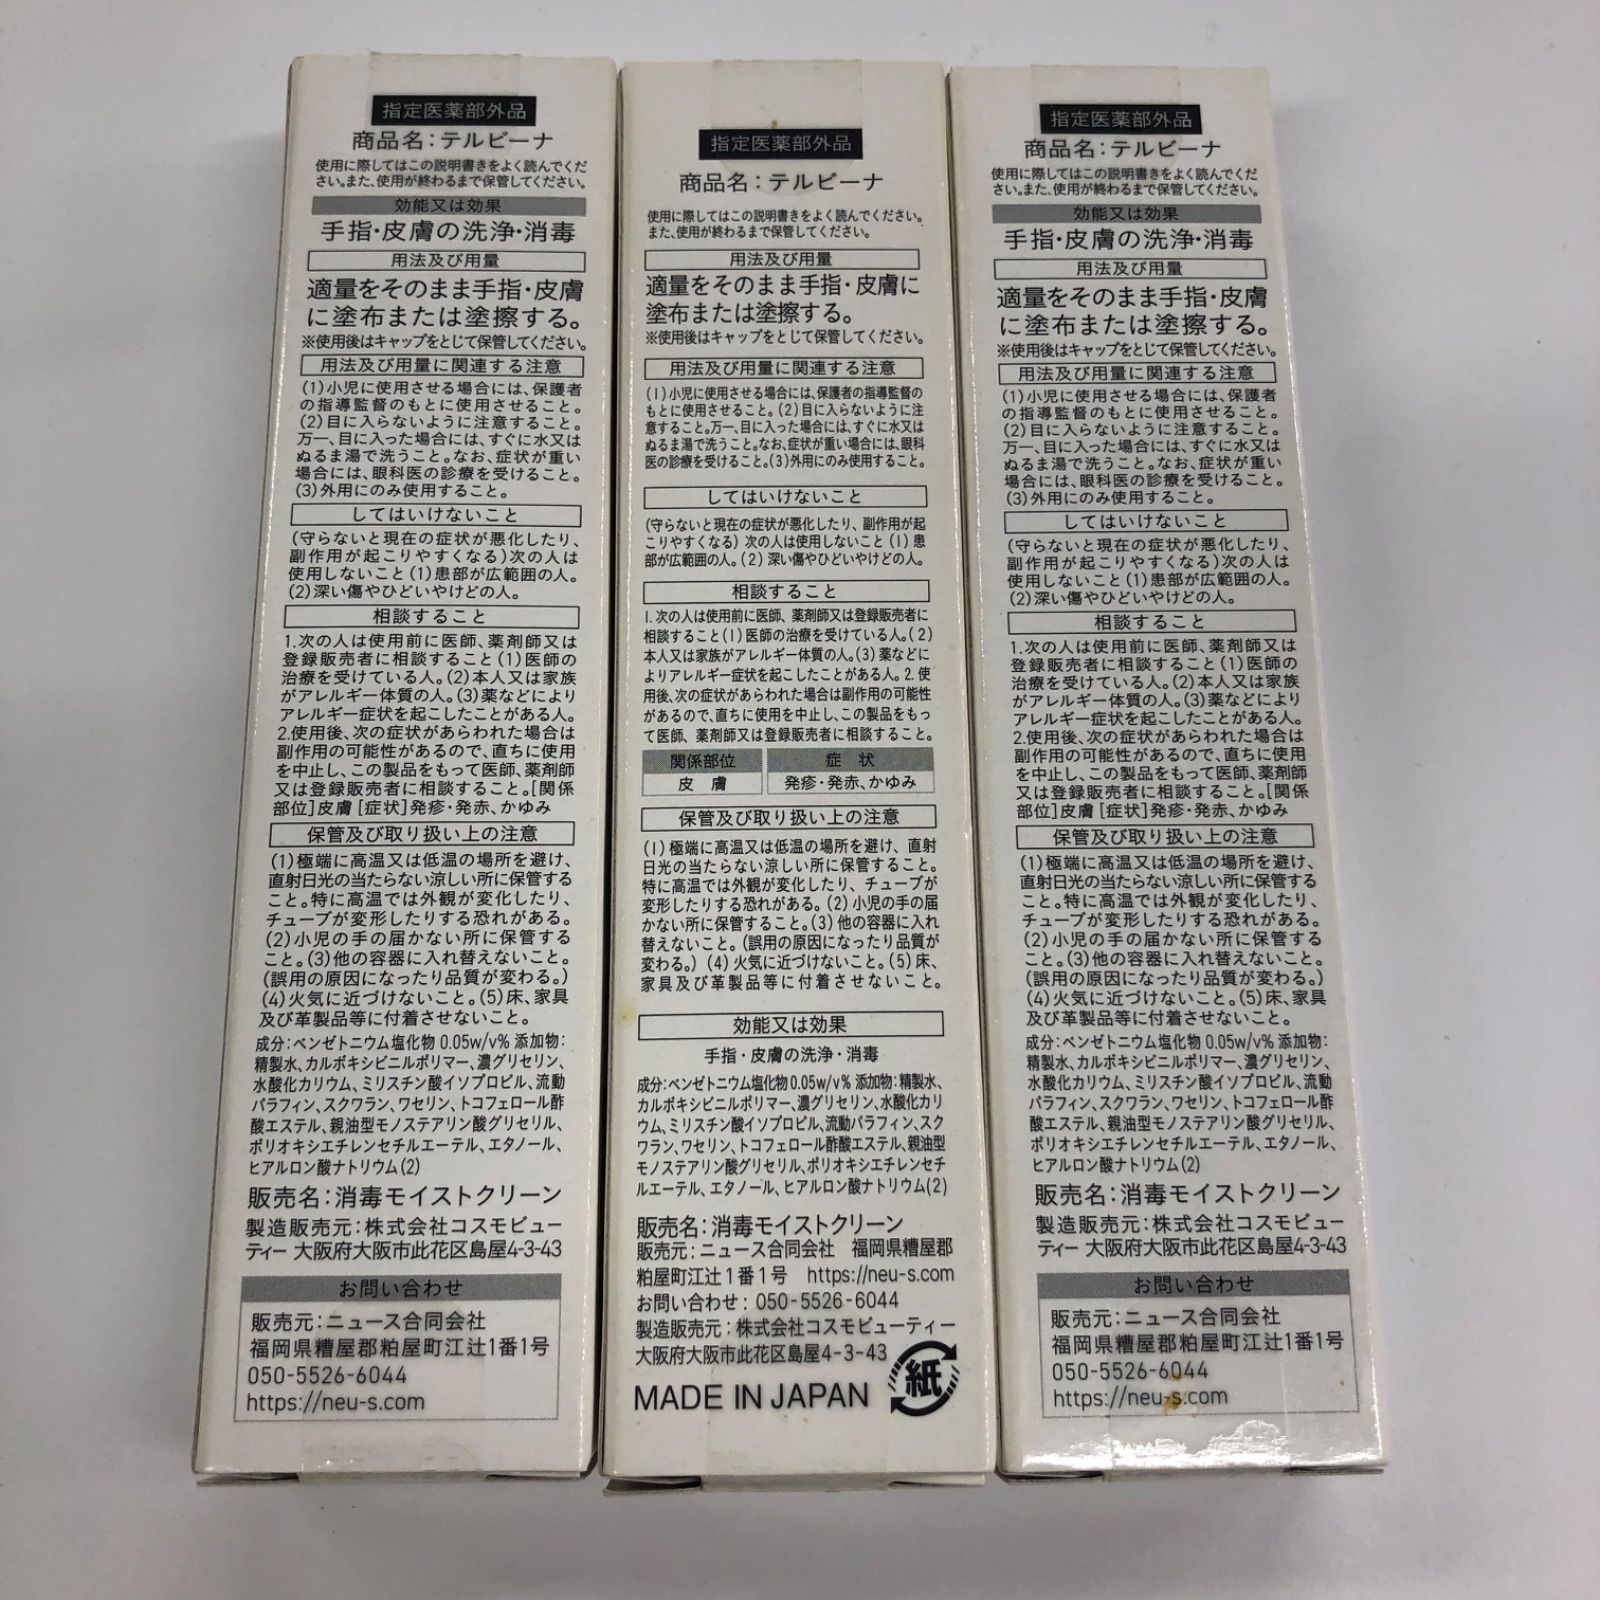 指定医薬部外品
商品名：テルビーナ
使用に際してはこの説明書きをよく読んでくだ
さい。また、使用が終わるまで保管してください。
効能又は効果
手指・皮膚の洗浄・消毒
用法及び用量
適量をそのまま手指・皮膚
に塗布または塗擦する。
※使用後はキャップをとじて保管してください。
用法及び用量に関連する注意
(1)小児に使用させる場合には、保護者
の指導監督のもとに使用させること。
(2)目に入らないように注意すること。
万一、目に入った場合には、すぐに水又は
ぬるま湯で洗うこと。なお、症状が重い
場合には、眼科医の診療を受けること。
(3)外用にのみ使用すること。
してはいけないこと
(守らないと現在の症状が悪化したり、
副作用が起こりやすくなる)次の人は
使用しないこと(1)患部が広範囲の人。
(2)深い傷やひどいやけどの人。
相談すること
1.次の人は使用前に医師、薬剤師又は
登録販売者に相談すること(1)医師の
治療を受けている人。(2)本人又は家族
がアレルギー体質の人。(3)薬などにより
アレルギー症状を起こしたことがある人。
2.使用後、次の症状があらわれた場合は
副作用の可能性があるので、直ちに使用
を中止し、この製品をもって医師、薬剤師
又は登録販売者に相談すること。[関係
部位]皮膚 [症状]発疹・発赤、かゆみ
保管及び取り扱い上の注意
(1)極端に高温又は低温の場所を避け、
直射日光の当たらない涼しい所に保管する
こと。特に高温では外観が変化したり、
チューブが変形したりする恐れがある。
(2)小児の手の届かない所に保管する
こと。(3)他の容器に入れ替えないこと。
(誤用の原因になったり品質が変わる。)
(4)火気に近づけないこと。(5)床、家具
及び革製品等に付着させないこと。
成分：ベンゼトニウム塩化物 0.05w/v% 添加物：
精製水、カルボキシビニルポリマー、濃グリセリン、
水酸化カリウム、ミリスチン酸イソプロピル、流動
パラフィン、スクワラン、ワセリン、トコフェロール酢
酸エステル、親油型モノステアリン酸グリセリル、
ポリオキシエチレンセチルエーテル、エタノール、
ヒアルロン酸ナトリウム(2)
販売名：消毒モイストクリーン
製造販売元：株式会社コスモビュー
ティー 大阪府大阪市此花区島屋4-3-43
お問い合わせ
販売元：ニュース合同会社
福岡県糟屋郡粕屋町江辻1番1号
050-5526-6044
https://neu-s.com
指定医薬部外品
商品名：テルビーナ
使用に際してはこの説明書きをよく読んでください。
また、使用が終わるまで保管してください。
用法及び用量
適量をそのまま手指・皮膚に
塗布または塗擦する。
※使用後はキャップをとじて保管してください。
用法及び用量に関連する注意
(1)小児に使用させる場合には、保護者の指導監督の
もとに使用させること。(2)目に入らないように注
意すること。万一、目に入った場合には、すぐに水又は
ぬるま湯で洗うこと。なお、症状が重い場合には、眼科
医の診療を受けること。(3)外用にのみ使用すること。
してはいけないこと
(守らないと現在の症状が悪化したり、副作用が起
こりやすくなる) 次の人は使用しないこと(1)患
部が広範囲の人。(2)深い傷やひどいやけどの人。
相談すること
1.次の人は使用前に医師、薬剤師又は登録販売者に
相談すること(1)医師の治療を受けている人。(2)
本人又は家族がアレルギー体質の人。(3)薬などに
よりアレルギー症状を起こしたことがある人。2.使
用後、次の症状があらわれた場合は副作用の可能性
があるので、直ちに使用を中止し、この製品をもっ
て医師、薬剤師又は登録販売者に相談すること。
関係部位 症状
皮膚 発疹・発赤、かゆみ
保管及び取り扱い上の注意
(1)極端に高温又は低温の場所を避け、直射
日光の当たらない涼しい所に保管すること。
特に高温では外観が変化したり、チューブが
変形したりする恐れがある。(2)小児の手の届
かない所に保管すること。(3)他の容器に入れ
替えないこと。(誤用の原因になったり品質が
変わる。)(4)火気に近づけないこと。(5)床、
家具及び革製品等に付着させないこと。
効能又は効果
手指・皮膚の洗浄・消毒
成分：ベンゼトニウム塩化物0.05w/v% 添加物：精製水、
カルボキシビニルポリマー、濃グリセリン、水酸化カリ
ウム、ミリスチン酸イソプロピル、流動パラフィン、スク
ワラン、ワセリン、トコフェロール酢酸エステル、親油型
モノステアリン酸グリセリル、ポリオキシエチレンセチ
ルエーテル、エタノール、ヒアルロン酸ナトリウム(2)
販売名：消毒モイストクリーン
販売元：ニュース合同会社 福岡県糟屋郡
粕屋町江辻1番1号 https://neu-s.com
お問い合わせ：050-5526-6044
製造販売元：株式会社コスモビューティー
大阪府大阪市此花区島屋4-3-43
紙
MADE IN JAPAN
指定医薬部外品
商品名：テルビーナ
使用に際してはこの説明書きをよく読んでくだ
さい。また、使用が終わるまで保管してください。
効能又は効果
手指・皮膚の洗浄・消毒
用法及び用量
適量をそのまま手指・皮膚
に塗布または塗擦する。
※使用後はキャップをとじて保管してください。
用法及び用量に関連する注意
(1)小児に使用させる場合には、保護者
の指導監督のもとに使用させること。
(2)目に入らないように注意すること。
万一、目に入った場合には、すぐに水又は
ぬるま湯で洗うこと。なお、症状が重い
場合には、眼科医の診療を受けること。
(3)外用にのみ使用すること。
してはいけないこと
(守らないと現在の症状が悪化したり、
副作用が起こりやすくなる)次の人は
使用しないこと(1)患部が広範囲の人。
(2)深い傷やひどいやけどの人。
相談すること
1.次の人は使用前に医師、薬剤師又は
登録販売者に相談すること(1)医師の
治療を受けている人。(2)本人又は家族
がアレルギー体質の人。(3)薬などにより
アレルギー症状を起こしたことがある人。
2.使用後、次の症状があらわれた場合は
副作用の可能性があるので、直ちに使用
を中止し、この製品をもって医師、薬剤師
又は登録販売者に相談すること。[関係
部位]皮膚 [症状]発疹・発赤、かゆみ
保管及び取り扱い上の注意
(1)極端に高温又は低温の場所を避け、
直射日光の当たらない涼しい所に保管する
こと。特に高温では外観が変化したり、
チューブが変形したりする恐れがある。
(2)小児の手の届かない所に保管する
こと。(3)他の容器に入れ替えないこと。
(誤用の原因になったり品質が変わる。)
(4)火気に近づけないこと。(5)床、家具
及び革製品等に付着させないこと。
成分：ベンゼトニウム塩化物 0.05w/v% 添加物：
精製水、カルボキシビニルポリマー、濃グリセリン、
水酸化カリウム、ミリスチン酸イソプロピル、流動
パラフィン、スクワラン、ワセリン、トコフェロール酢
酸エステル、親油型モノステアリン酸グリセリル、
ポリオキシエチレンセチルエーテル、エタノール、
ヒアルロン酸ナトリウム(2)
販売名：消毒モイストクリーン
製造販売元：株式会社コスモビュー
ティー 大阪府大阪市此花区島屋4-3-43
お問い合わせ
販売元：ニュース合同会社
福岡県糟屋郡粕屋町江辻1番1号
050-5526-6044
https://neu-s.com